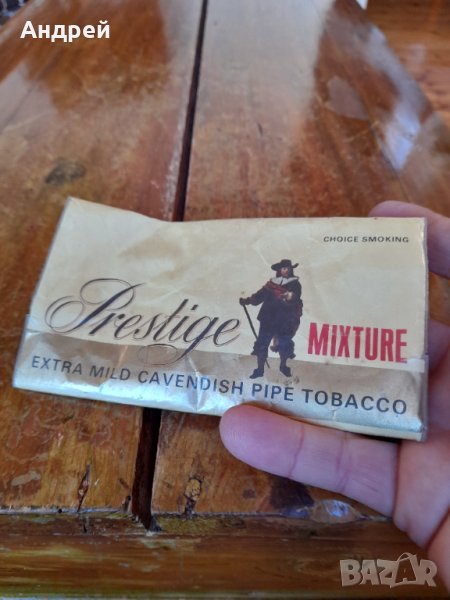 Андрей
CHOICE SMOKING
Prestige MIXTURE
EXTRA MILD CAVENDISH PIPE TOBACCO
BAZAR